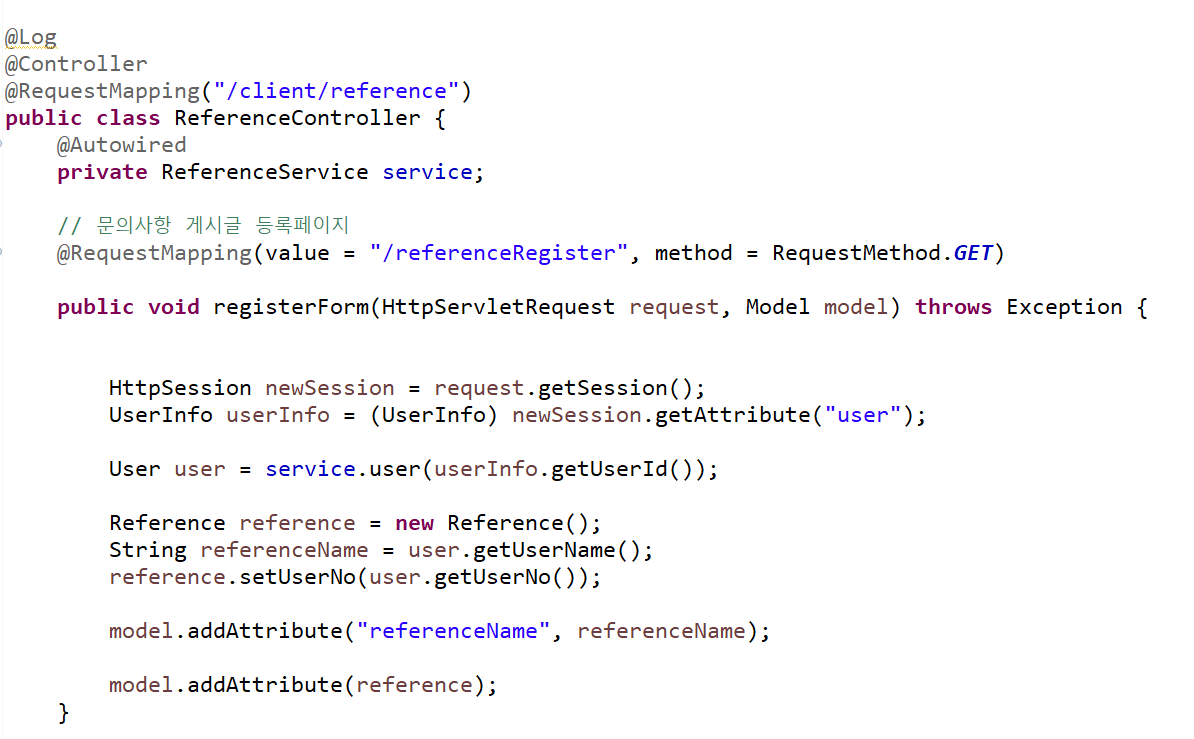 @Log
@Controller
@RequestMapping("/client/reference")
public class ReferenceController {
@Autowired
private ReferenceService service;
// 문의사항 게시글 등록페이지
@RequestMapping(value = "/referenceRegister", method = RequestMethod.GET)
public void registerForm(HttpServletRequest request, Model model) throws Exception {
HttpSession newSession = request.getSession();
UserInfo userInfo = (UserInfo) newSession.getAttribute("user");
User user = service.user(userInfo.getUserId());
Reference reference = new Reference();
String referenceName = user.getUserName();
reference.setUserNo(user.getUserNo());
model.addAttribute("referenceName", referenceName);
model.addAttribute(reference);
}